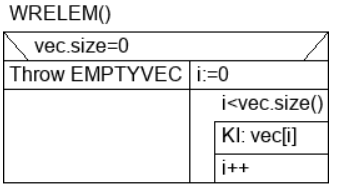 WRELEM()
vec.size=0
Throw EMPTYVEC i:=0
i<vec.size()
KI: vec[i]
i++